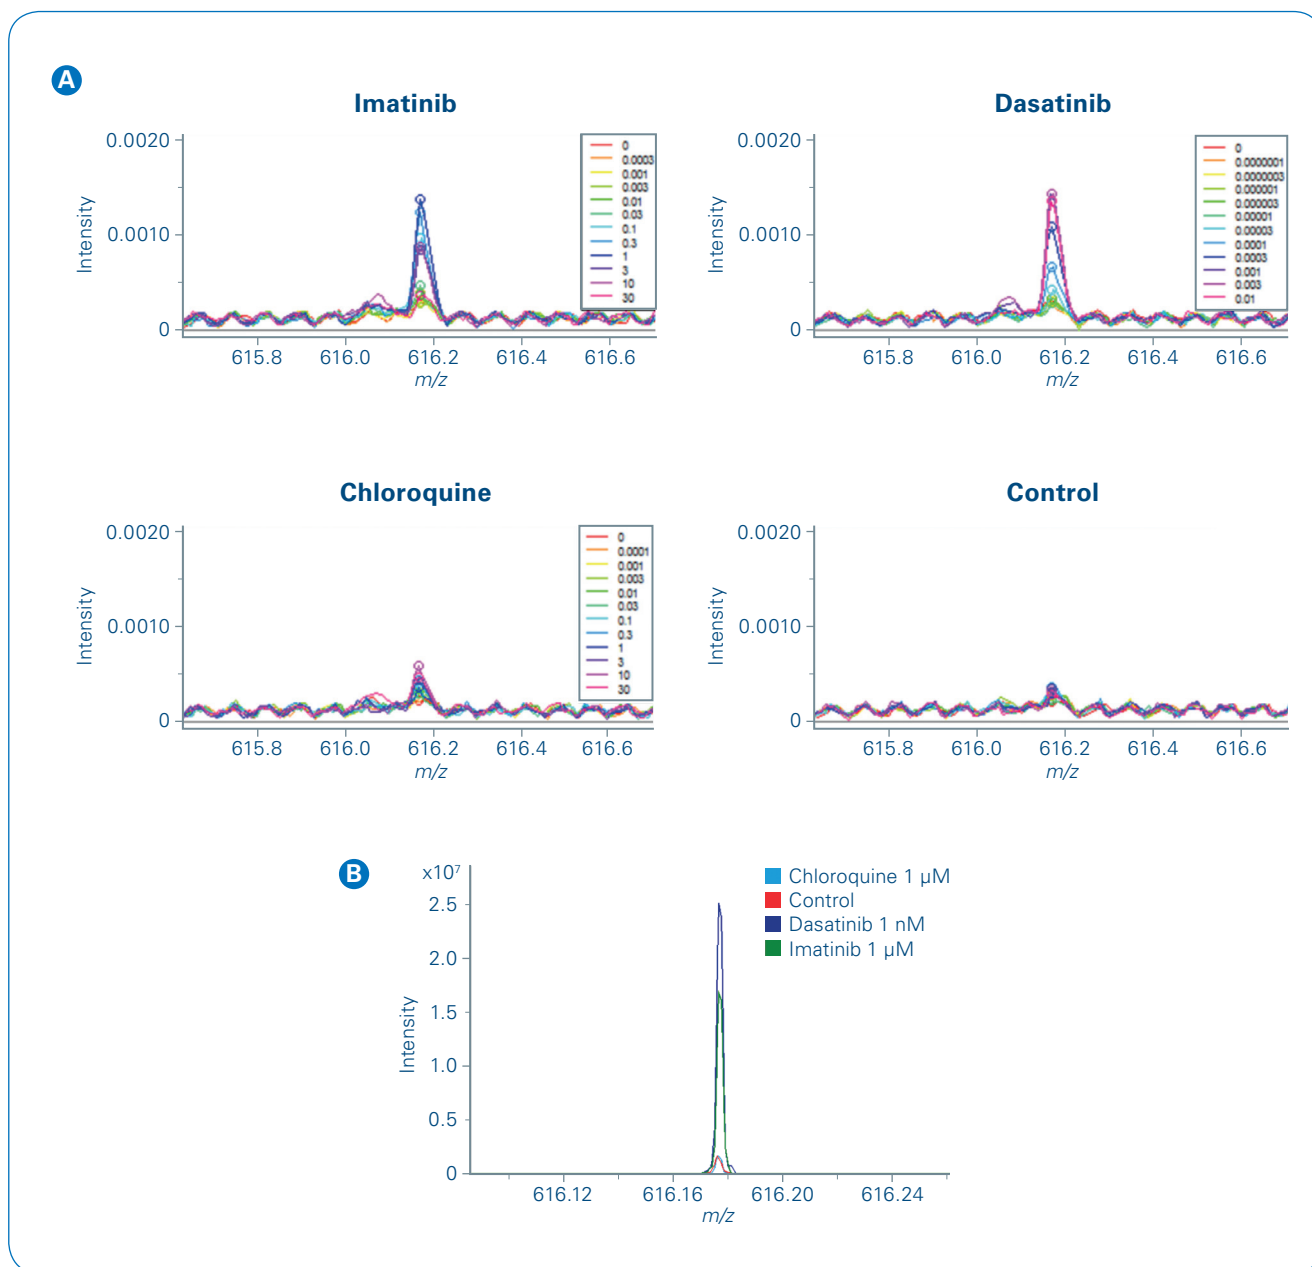 A
Imatinib
0.0020
0.0010
0
Intensity
615.8 616.0 616.2 616.4 616.6
m/z
0
0.0003
0.001
0.003
0.01
0.03
0.1
0.3
1
3
10
30
Dasatinib
0.0020
0.0010
0
Intensity
615.8 616.0 616.2 616.4 616.6
m/z
0
0.0000001
0.0000003
0.000001
0.000003
0.00001
0.00003
0.0001
0.0003
0.001
0.003
0.01
Chloroquine
0.0020
0.0010
0
Intensity
615.8 616.0 616.2 616.4 616.6
m/z
0
0.0001
0.001
0.003
0.01
0.03
0.1
0.3
1
3
10
30
Control
0.0020
0.0010
0
Intensity
615.8 616.0 616.2 616.4 616.6
m/z
B
x10⁷
2.5
2.0
1.5
1.0
0.5
0
Intensity
616.12 616.16 616.20 616.24
m/z
Chloroquine 1 µM
Control
Dasatinib 1 nM
Imatinib 1 µM